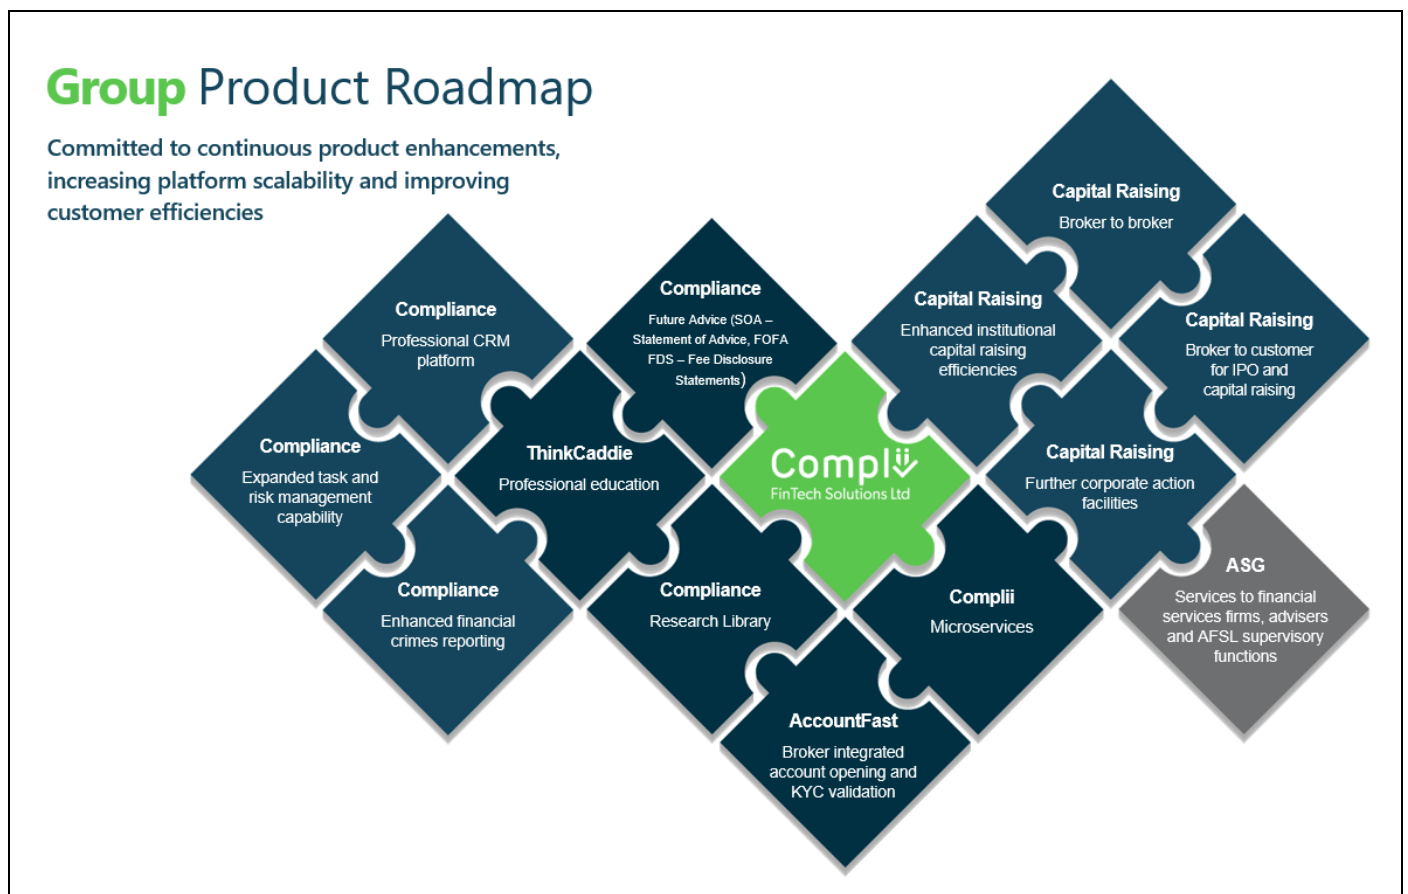 Group Product Roadmap
Committed to continuous product enhancements,
increasing platform scalability and improving
customer efficiencies
Capital Raising
Broker to broker
Compliance
Professional CRM
platform
Compliance
Future Advice (SOA –
Statement of Advice, FOFA
FDS – Fee Disclosure
Statements)
Capital Raising
Enhanced institutional
capital raising
efficiencies
Capital Raising
Broker to customer
for IPO and
capital raising
Compliance
Expanded task and
risk management
capability
ThinkCaddie
Professional education
Complii
FinTech Solutions Ltd
Capital Raising
Further corporate action
facilities
Compliance
Enhanced financial
crimes reporting
Compliance
Research Library
Complii
Microservices
ASG
Services to financial
services firms, advisers
and AFSL supervisory
functions
AccountFast
Broker integrated
account opening and
KYC validation